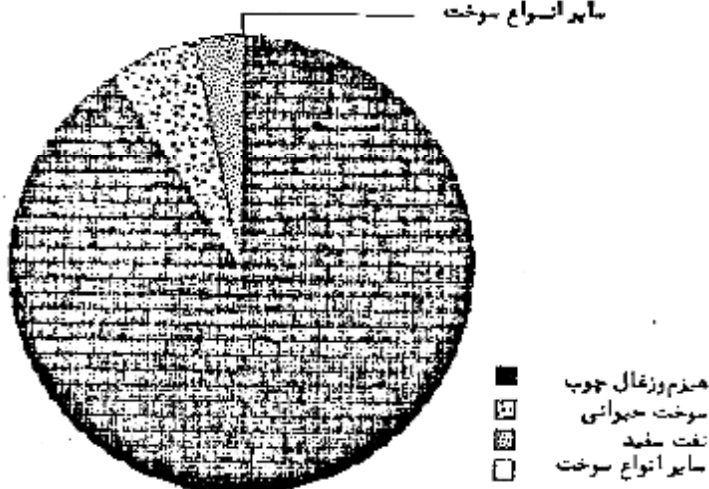 سایر انواع سوخت
هیزم وزغال چوب
سوخت حیوانی
نفت سفید
سایر انواع سوخت